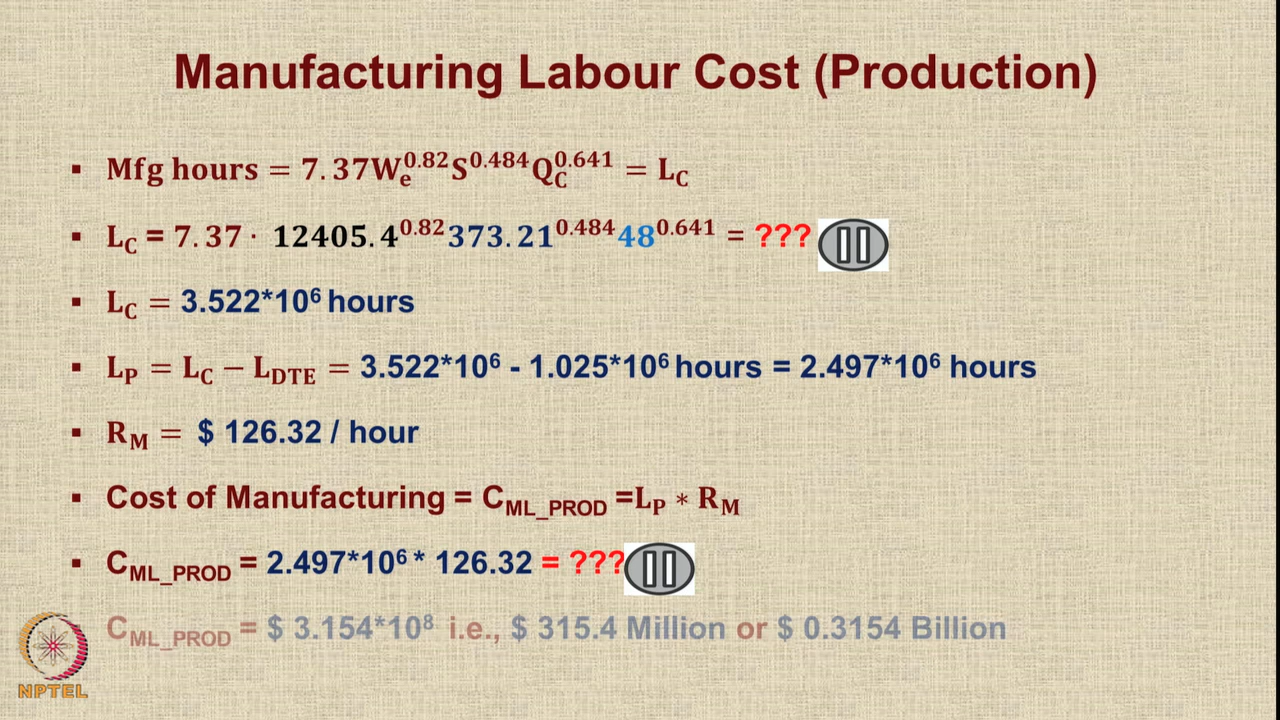 Manufacturing Labour Cost (Production)
▪ Mfg hours = 7.37W_e^0.82 S^0.484 Q_C^0.641 = L_C
▪ L_C = 7.37 · 12405.4^0.82 373.21^0.484 48^0.641 = ???
▪ L_C = 3.522*10^6 hours
▪ L_P = L_C − L_DTE = 3.522*10^6 - 1.025*10^6 hours = 2.497*10^6 hours
▪ R_M = $ 126.32 / hour
▪ Cost of Manufacturing = C_ML_PROD =L_P ∗ R_M
▪ C_ML_PROD = 2.497*10^6 * 126.32 = ???
C_ML_PROD = $ 3.154*10^8 i.e., $ 315.4 Million or $ 0.3154 Billion
NPTEL